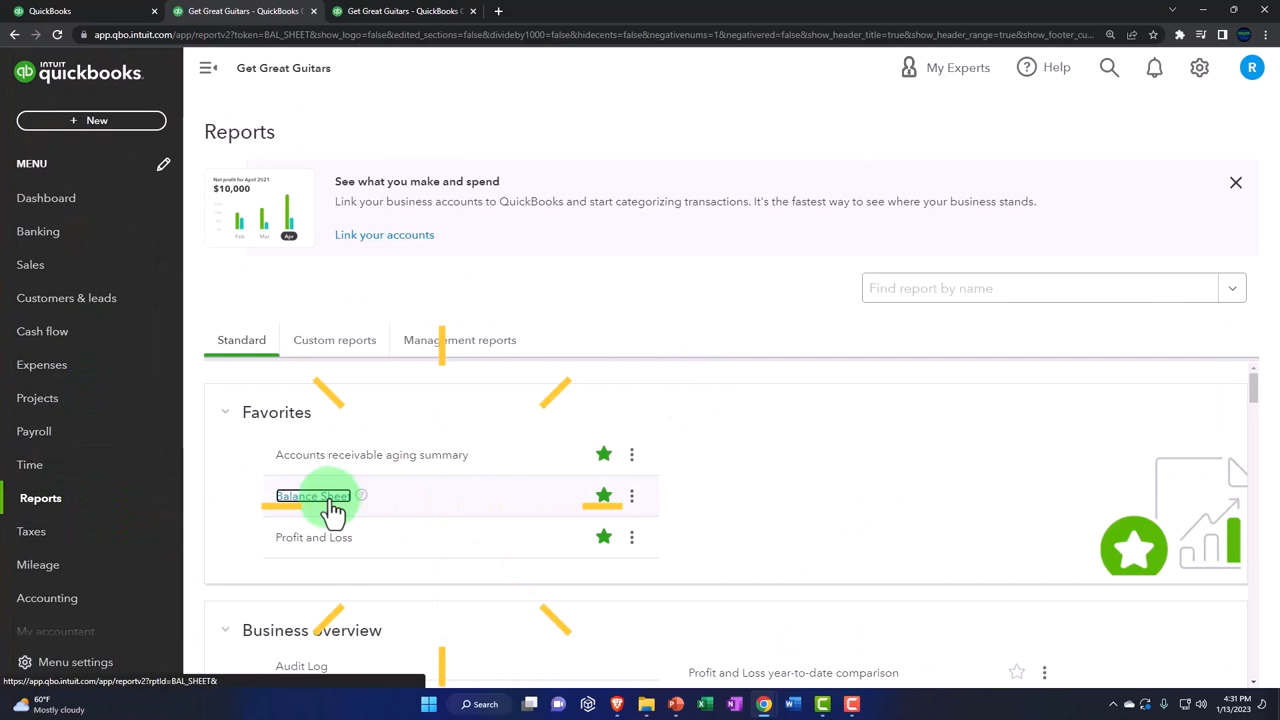 QuickBooks
Get Great Guitars - QuickBooks O
Get Great Guitars - QuickBooks O
app.qbo.intuit.com/app/reportv2?token=BAL_SHEET&show_logo=false&edited_sections=false&divideby1000=false&hidecents=false&negativenums=1&negativered=false&show_header_title=true&show_header_range=true&show_footer_cu...
INTUIT
quickbooks.
Get Great Guitars
My Experts
Help
R
+ New
MENU
Dashboard
Banking
Sales
Customers & leads
Cash flow
Expenses
Projects
Payroll
Time
Reports
Taxes
Mileage
Accounting
My accountant
Menu settings
Reports
Net profit for April 2021
$10,000
Feb Mar Apr
See what you make and spend
Link your business accounts to QuickBooks and start categorizing transactions. It's the fastest way to see where your business stands.
Link your accounts
Find report by name
Standard
Custom reports
Management reports
Favorites
Accounts receivable aging summary
Balance Sheet
Profit and Loss
Business overview
Audit Log
Profit and Loss year-to-date comparison
https://app.qbo.intuit.com/app/reportv2?rptId=BAL_SHEET&
60°F
Mostly cloudy
Search
4:31 PM
1/13/2023